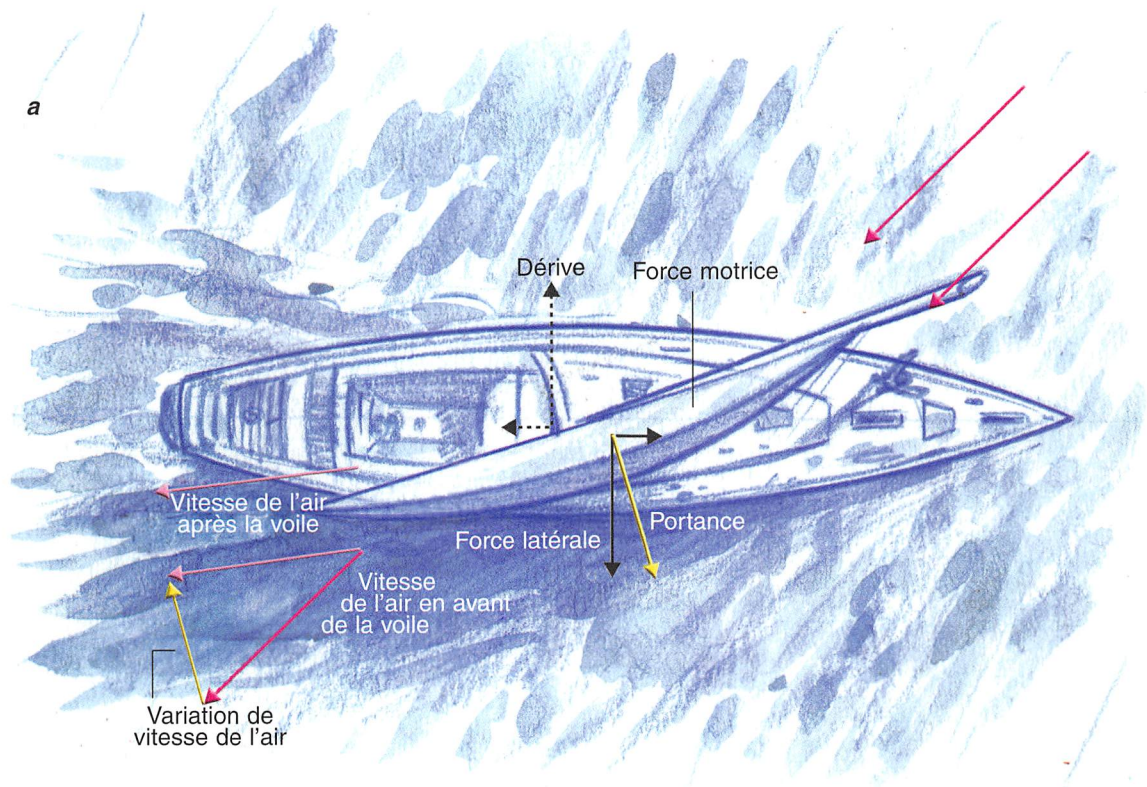 a
Dérive
Force motrice
Vitesse de l'air
après la voile
Force latérale
Portance
Vitesse
de l'air en avant
de la voile
Variation de
vitesse de l'air